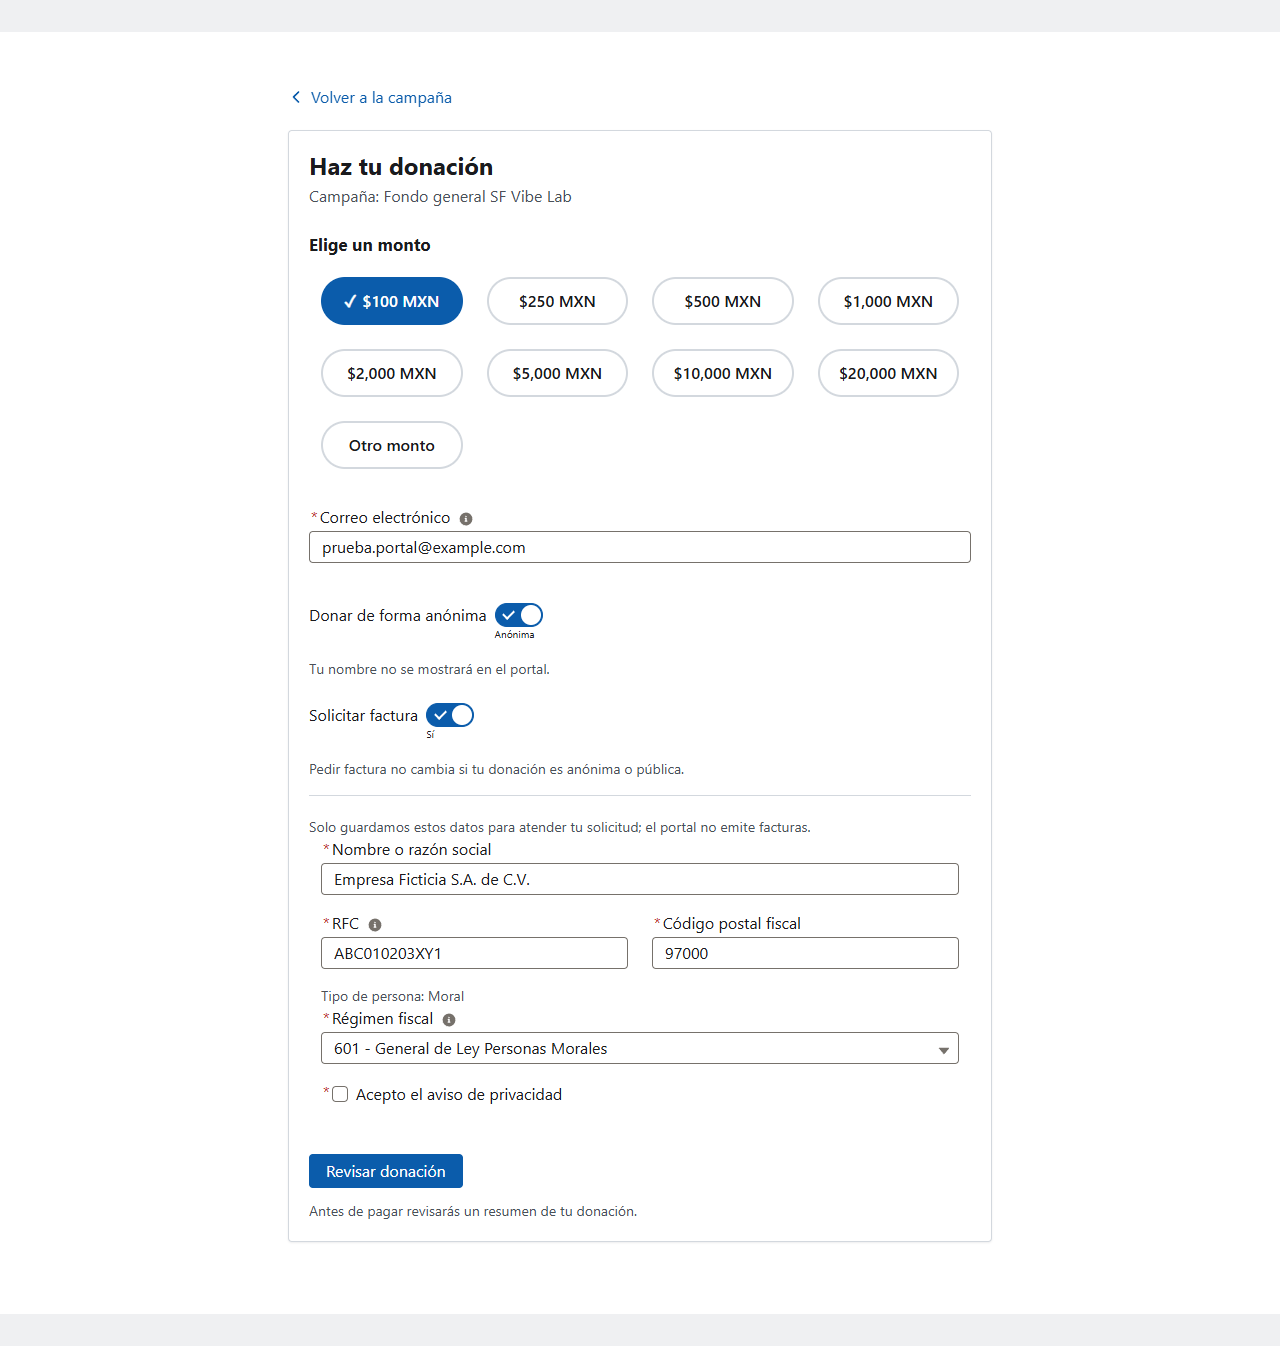 Volver a la campaña
Haz tu donación
Campaña: Fondo general SF Vibe Lab
Elige un monto
$100 MXN
$250 MXN
$500 MXN
$1,000 MXN
$2,000 MXN
$5,000 MXN
$10,000 MXN
$20,000 MXN
Otro monto
*Correo electrónico
prueba.portal@example.com
Donar de forma anónima
Anónima
Tu nombre no se mostrará en el portal.
Solicitar factura
Sí
Pedir factura no cambia si tu donación es anónima o pública.
Solo guardamos estos datos para atender tu solicitud; el portal no emite facturas.
*Nombre o razón social
Empresa Ficticia S.A. de C.V.
*RFC
*Código postal fiscal
ABC010203XY1
97000
Tipo de persona: Moral
*Régimen fiscal
601 - General de Ley Personas Morales
*Acepto el aviso de privacidad
Revisar donación
Antes de pagar revisarás un resumen de tu donación.